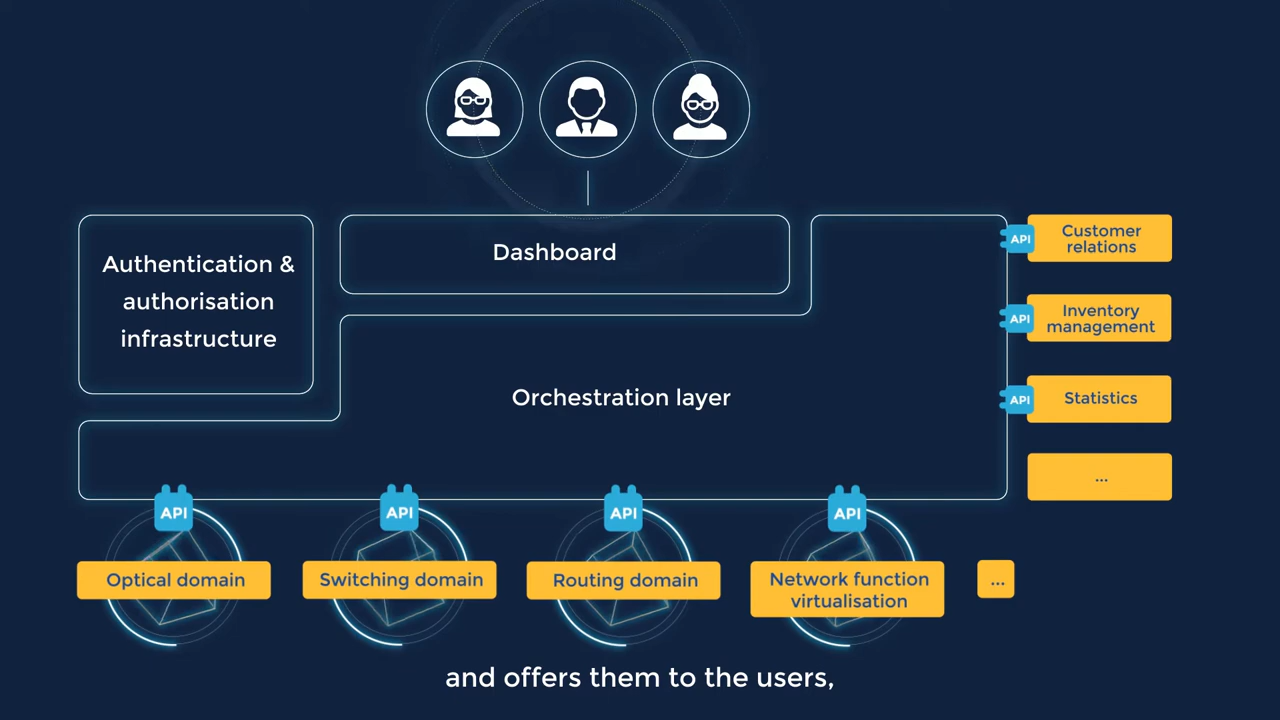 Authentication &
authorisation
infrastructure
Dashboard
Orchestration layer
API
Customer
relations
API
Inventory
management
API
Statistics
...
API
Optical domain
API
Switching domain
API
Routing domain
API
Network function
virtualisation
...
and offers them to the users,